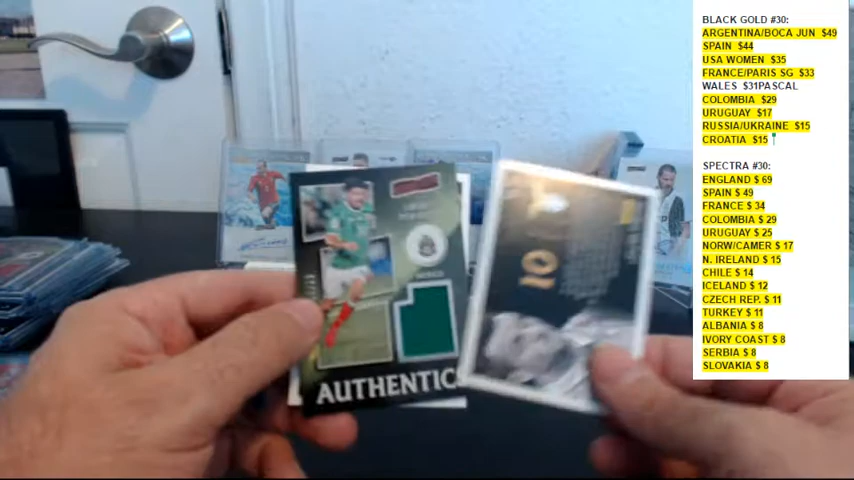 BLACK GOLD #30:
ARGENTINA/BOCA JUN $49
SPAIN $44
USA WOMEN $35
FRANCE/PARIS SG $33
WALES $31PASCAL
COLOMBIA $29
URUGUAY $17
RUSSIA/UKRAINE $15
CROATIA $15
SPECTRA #30:
ENGLAND $ 69
SPAIN $ 49
FRANCE $ 34
COLOMBIA $ 29
URUGUAY $ 25
NORW/CAMER $ 17
N. IRELAND $ 15
CHILE $ 14
ICELAND $ 12
CZECH REP. $ 11
TURKEY $ 11
ALBANIA $ 8
IVORY COAST $ 8
SERBIA $ 8
SLOVAKIA $ 8
MEXICO
AUTHENTICS
10